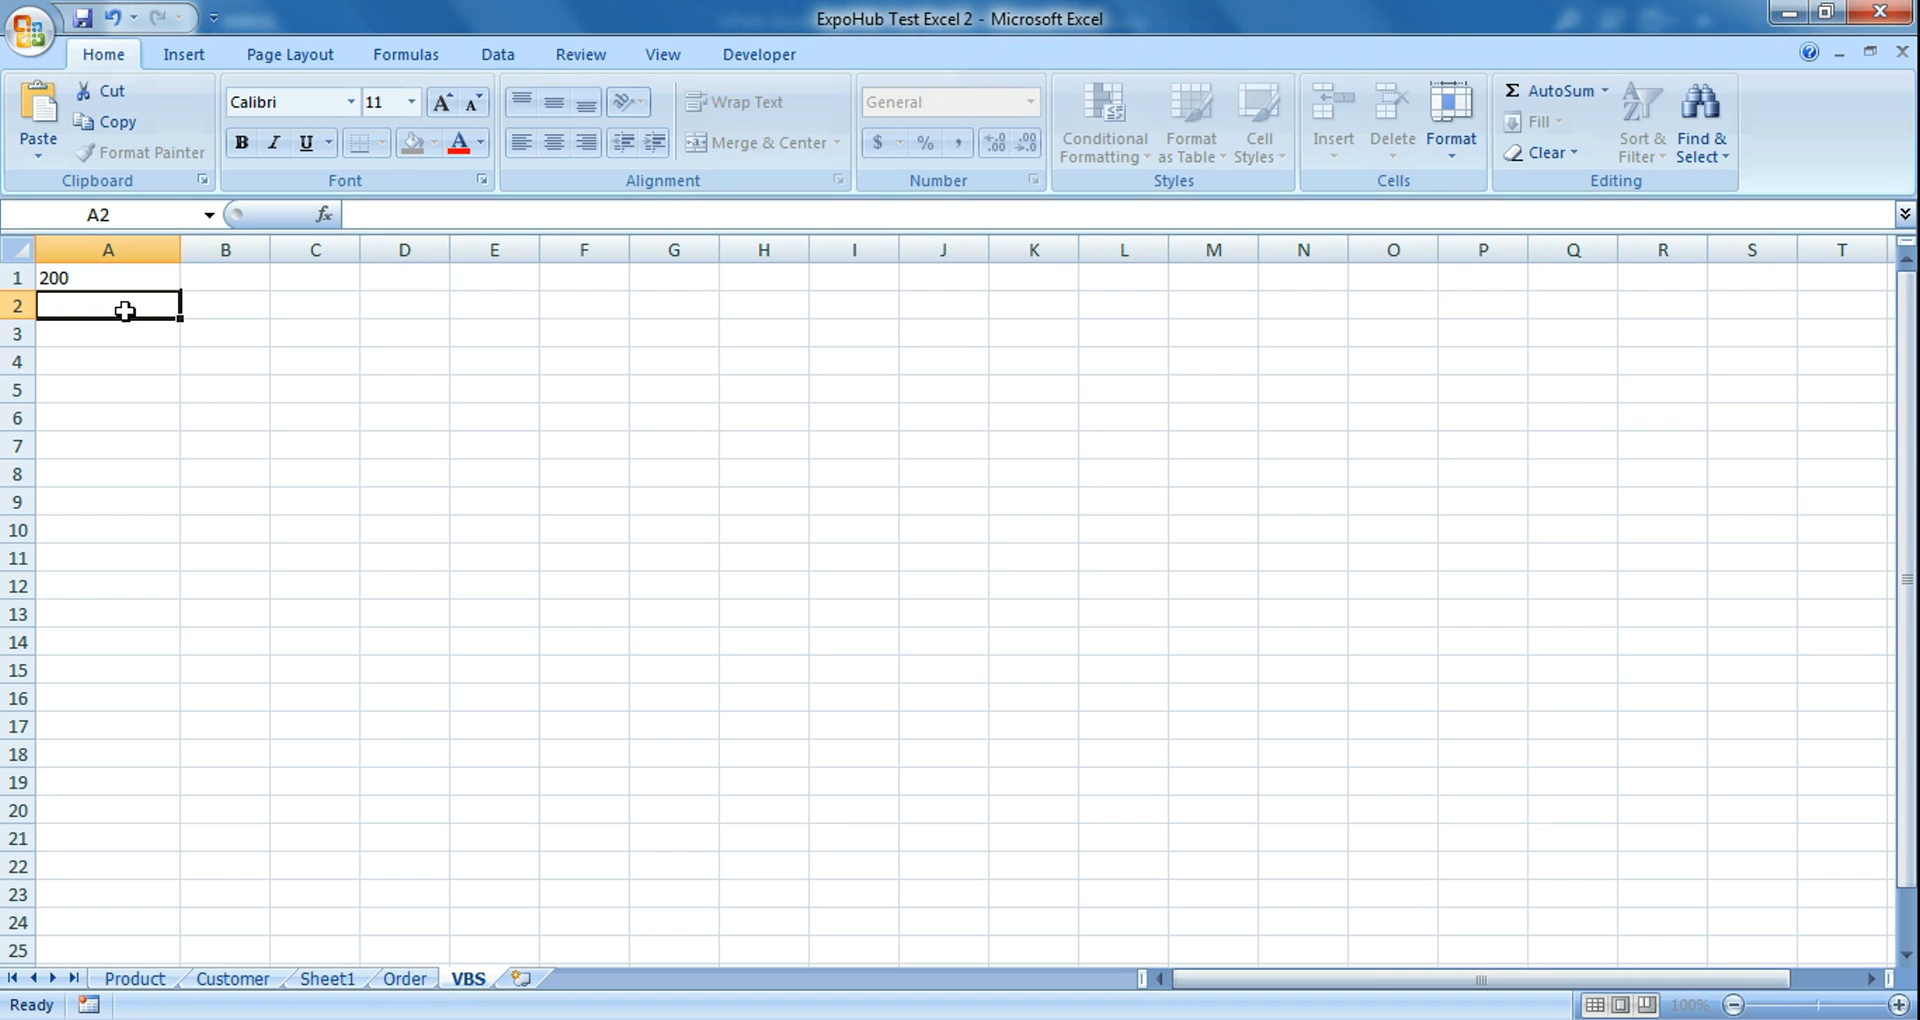 ExpoHub Test Excel 2 - Microsoft Excel
Home Insert Page Layout Formulas Data Review View Developer
Paste
Cut
Copy
Format Painter
Clipboard
Calibri 11
B I U A
Font
Wrap Text
Merge & Center
Alignment
General
$ % ,
Number
Conditional Formatting
Format as Table
Cell Styles
Styles
Insert Delete Format
Cells
Σ AutoSum
Fill
Clear
Sort & Filter
Find & Select
Editing
A2 fx
A B C D E F G H I J K L M N O P Q R S T
1 200
2
3
4
5
6
7
8
9
10
11
12
13
14
15
16
17
18
19
20
21
22
23
24
25
Product Customer Sheet1 Order VBS
Ready 100%